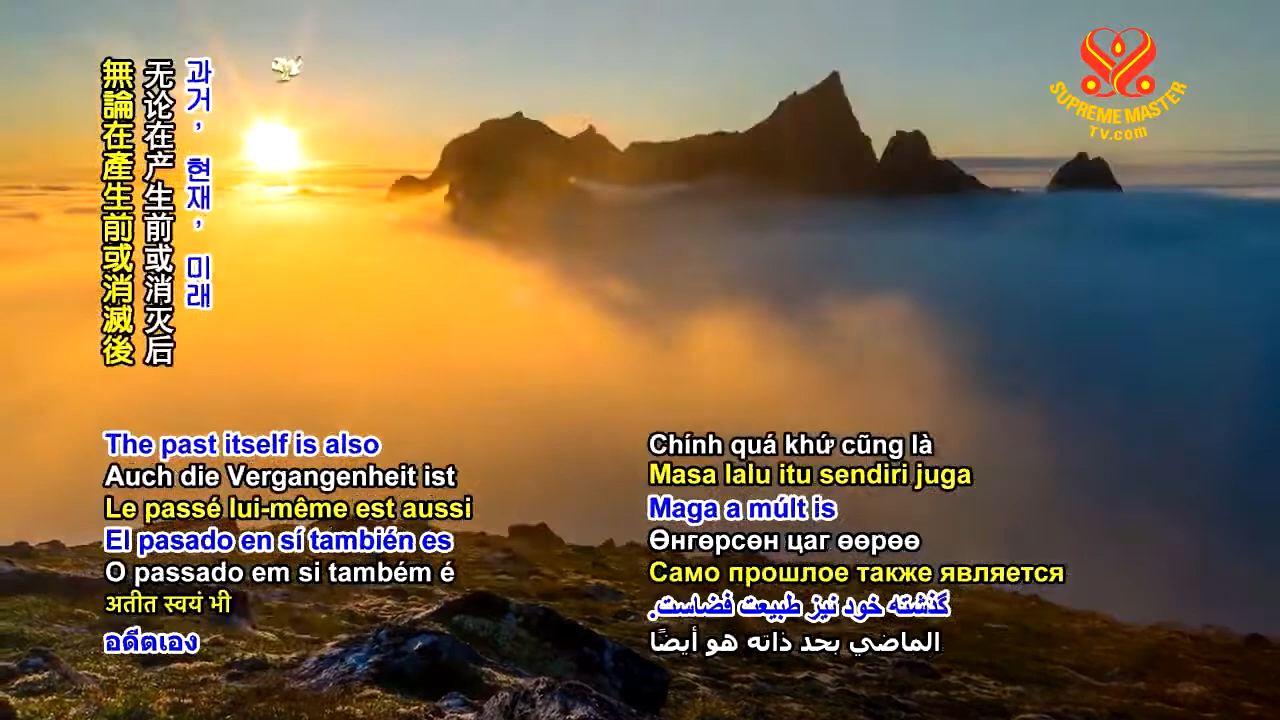 과거, 현재, 미래
无论在产生前或消灭后
無論在產生前或消滅後
SUPREME MASTER
TV.com
The past itself is also
Auch die Vergangenheit ist
Le passé lui-même est aussi
El pasado en sí también es
O passado em si também é
अतीत स्वयं भी
อดีตเอง
Chính quá khứ cũng là
Masa lalu itu sendiri juga
Maga a múlt is
Өнгөрсөн цаг өөрөө
Само прошлое также является
گذشته خود نیز طبیعت فضاست.
الماضي بحد ذاته هو أيضًا